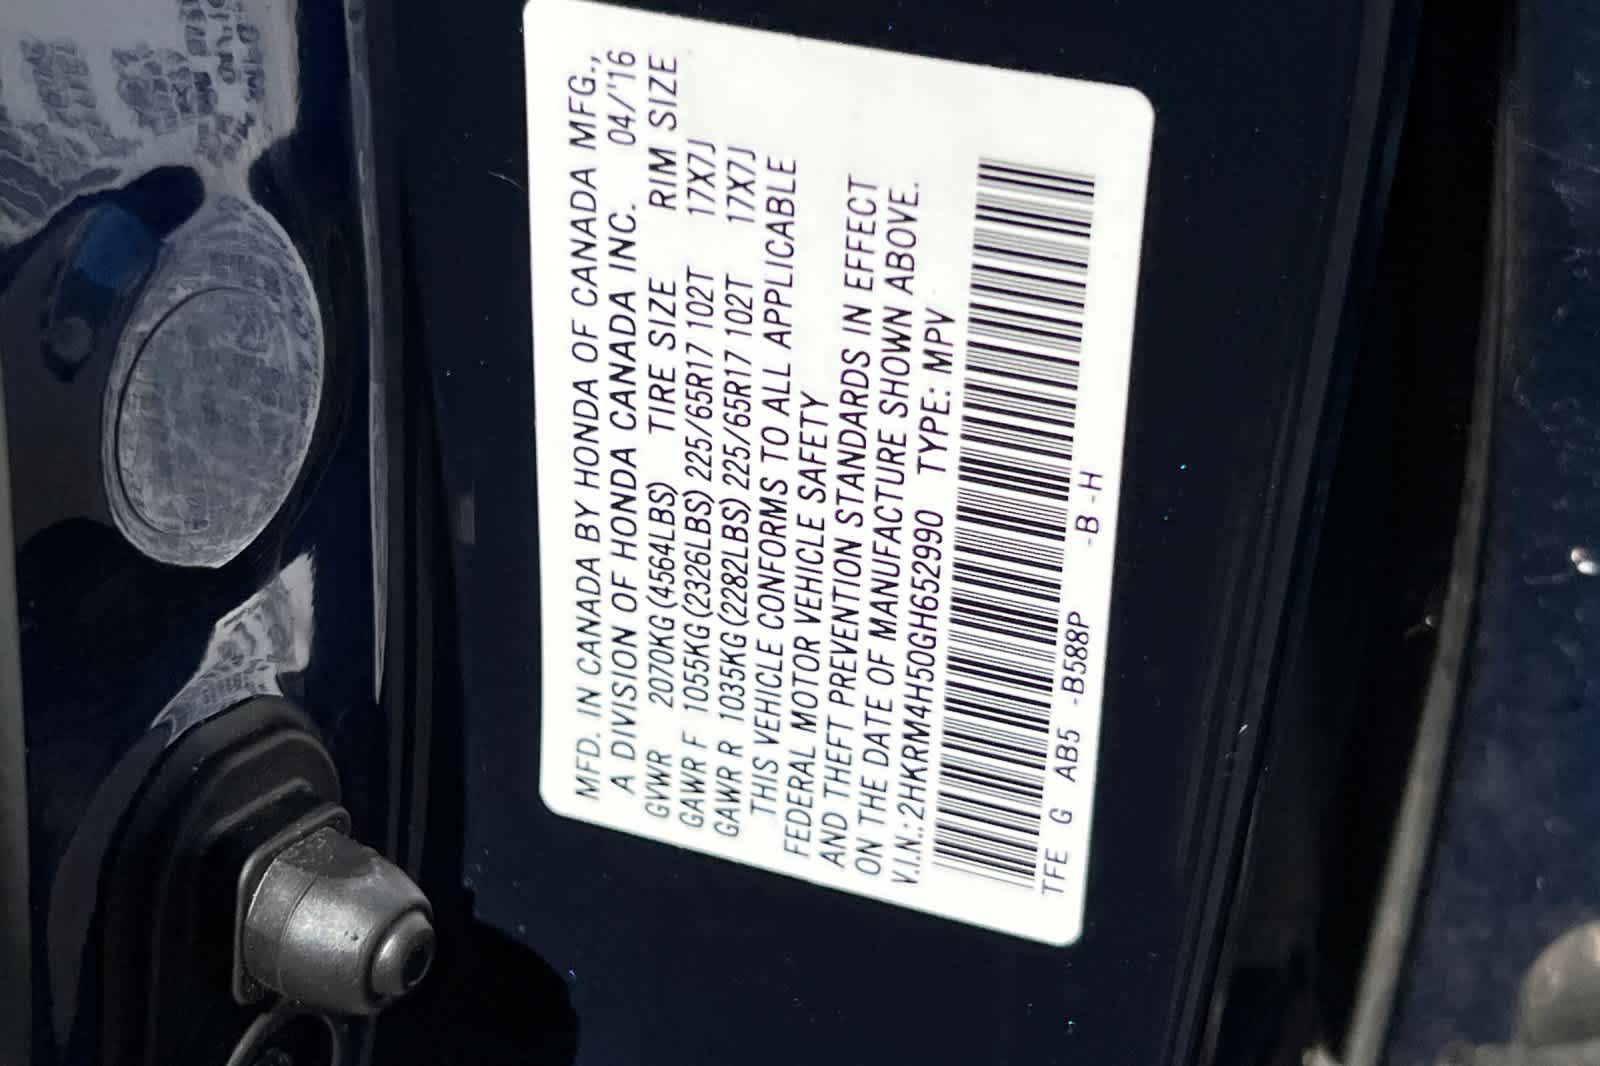 MFD. IN CANADA BY HONDA OF CANADA MFG.,
A DIVISION OF HONDA CANADA INC. 04/'16
GVWR 2070KG(4564LBS) TIRE SIZE RIM SIZE
GAWR F 1055KG(2326LBS) 225/65R17 102T 17X7J
GAWR R 1035KG(2282LBS) 225/65R17 102T 17X7J
THIS VEHICLE CONFORMS TO ALL APPLICABLE
FEDERAL MOTOR VEHICLE SAFETY
AND THEFT PREVENTION STANDARDS IN EFFECT
ON THE DATE OF MANUFACTURE SHOWN ABOVE.
V.I.N.: 2HKRM4H50GH652990 TYPE: MPV
TFE G AB5 -B588P -B -H